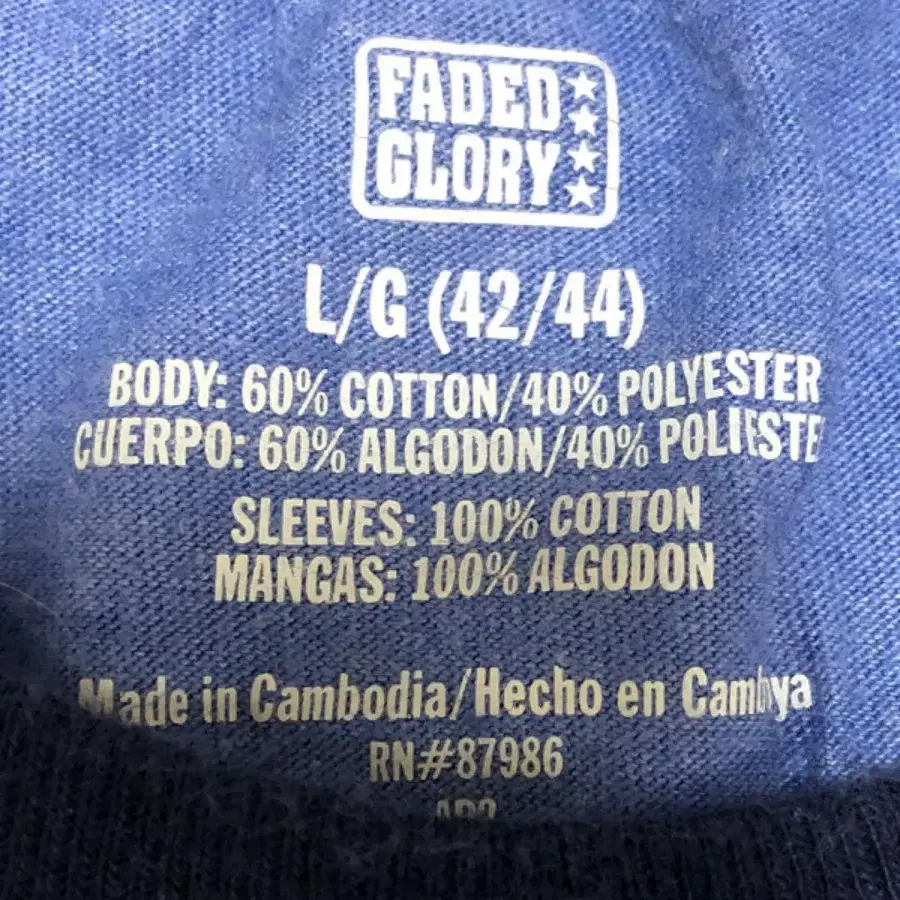 FADED
GLORY
L/G (42/44)
BODY: 60% COTTON/40% POLYESTER
CUERPO: 60% ALGODON/40% POLIESTE
SLEEVES: 100% COTTON
MANGAS: 100% ALGODON
Made in Cambodia/Hecho en Camboya
RN#87986